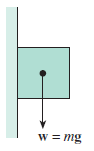 w = mg